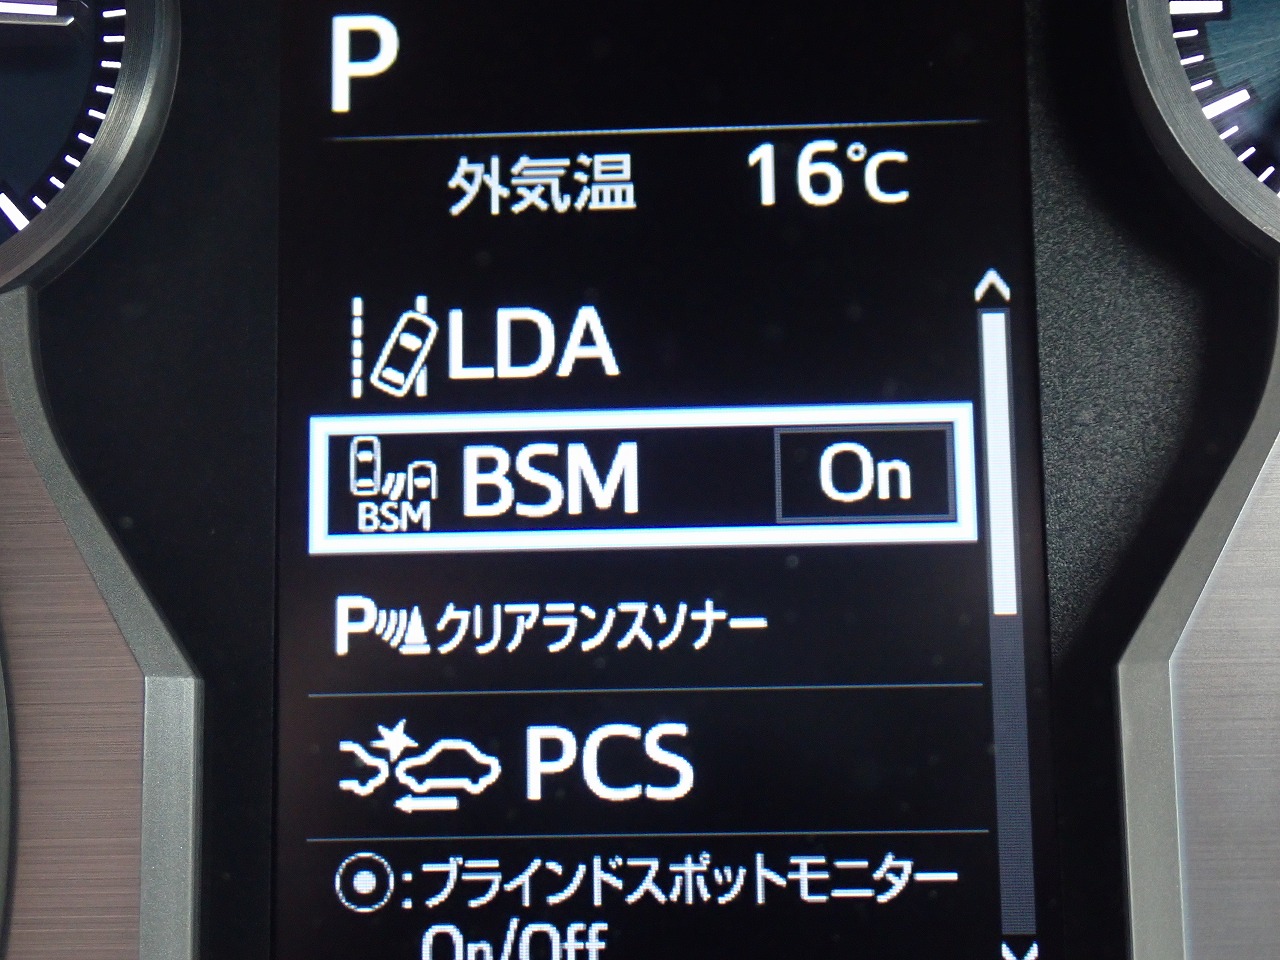 P
外気温 16℃
LDA
BSM BSM On
P クリアランスソナー
PCS
:ブラインドスポットモニター
On/Off